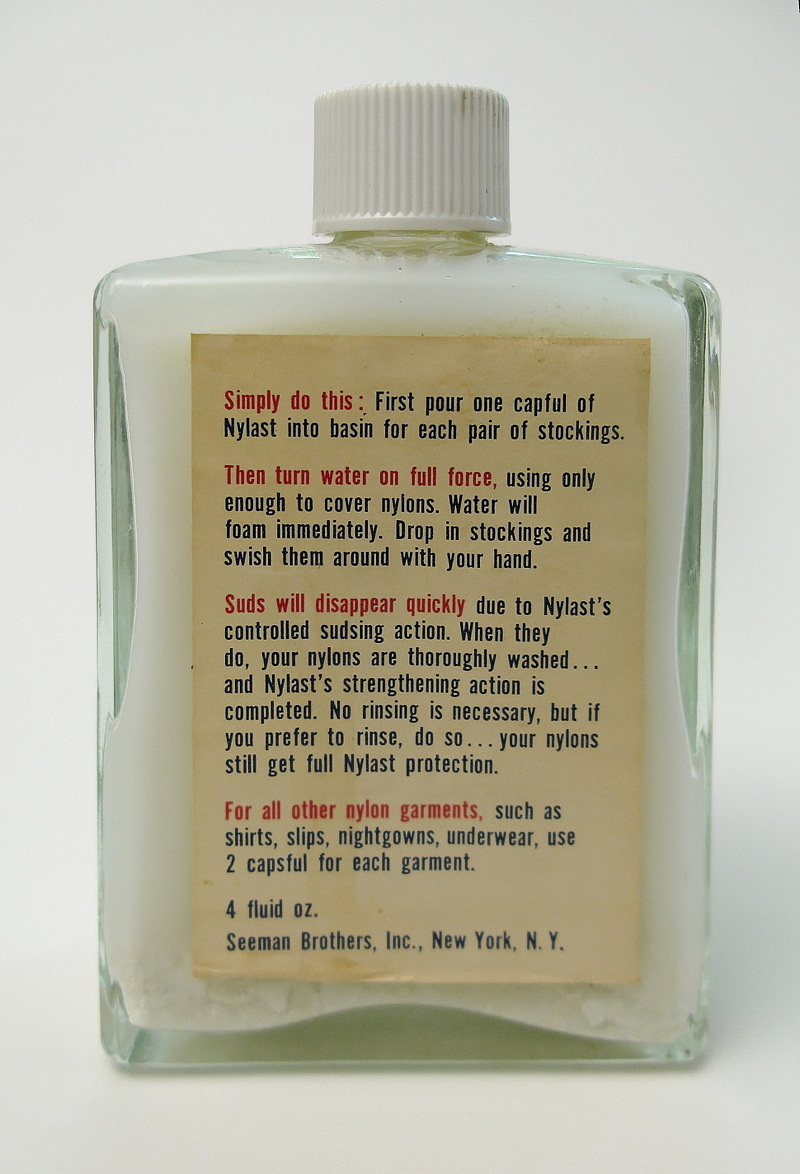 Simply do this: First pour one capful of
Nylast into basin for each pair of stockings.
Then turn water on full force, using only
enough to cover nylons. Water will
foam immediately. Drop in stockings and
swish them around with your hand.
Suds will disappear quickly due to Nylast's
controlled sudsing action. When they
do, your nylons are thoroughly washed...
and Nylast's strengthening action is
completed. No rinsing is necessary, but if
you prefer to rinse, do so... your nylons
still get full Nylast protection.
For all other nylon garments, such as
shirts, slips, nightgowns, underwear, use
2 capsful for each garment.
4 fluid oz.
Seeman Brothers, Inc., New York, N. Y.